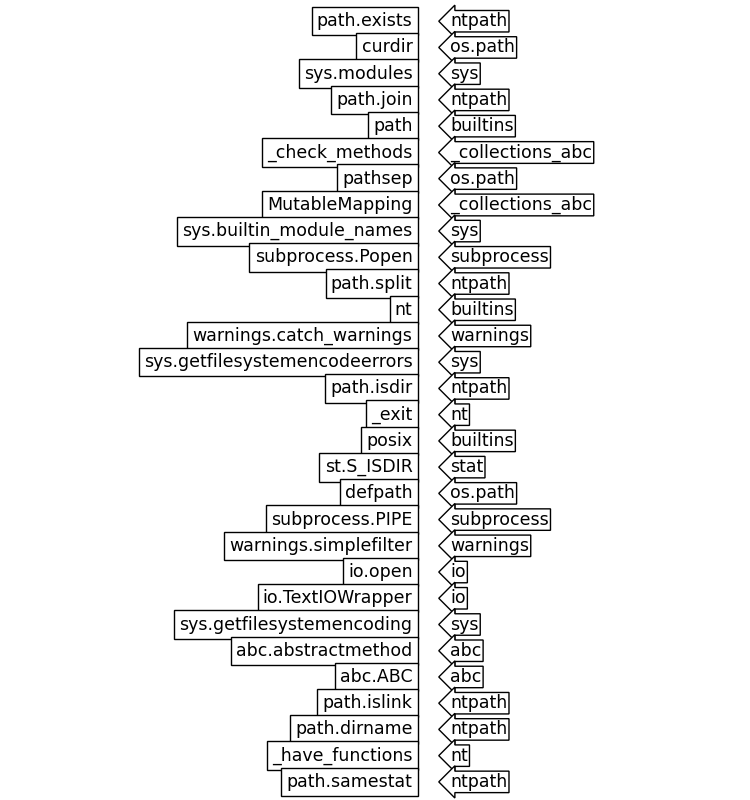 path.exists ntpath
curdir os.path
sys.modules sys
path.join ntpath
path builtins
_check_methods _collections_abc
pathsep os.path
MutableMapping _collections_abc
sys.builtin_module_names sys
subprocess.Popen subprocess
path.split ntpath
nt builtins
warnings.catch_warnings warnings
sys.getfilesystemencodeerrors sys
path.isdir ntpath
_exit nt
posix builtins
st.S_ISDIR stat
defpath os.path
subprocess.PIPE subprocess
warnings.simplefilter warnings
io.open io
io.TextIOWrapper io
sys.getfilesystemencoding sys
abc.abstractmethod abc
abc.ABC abc
path.islink ntpath
path.dirname ntpath
_have_functions nt
path.samestat ntpath